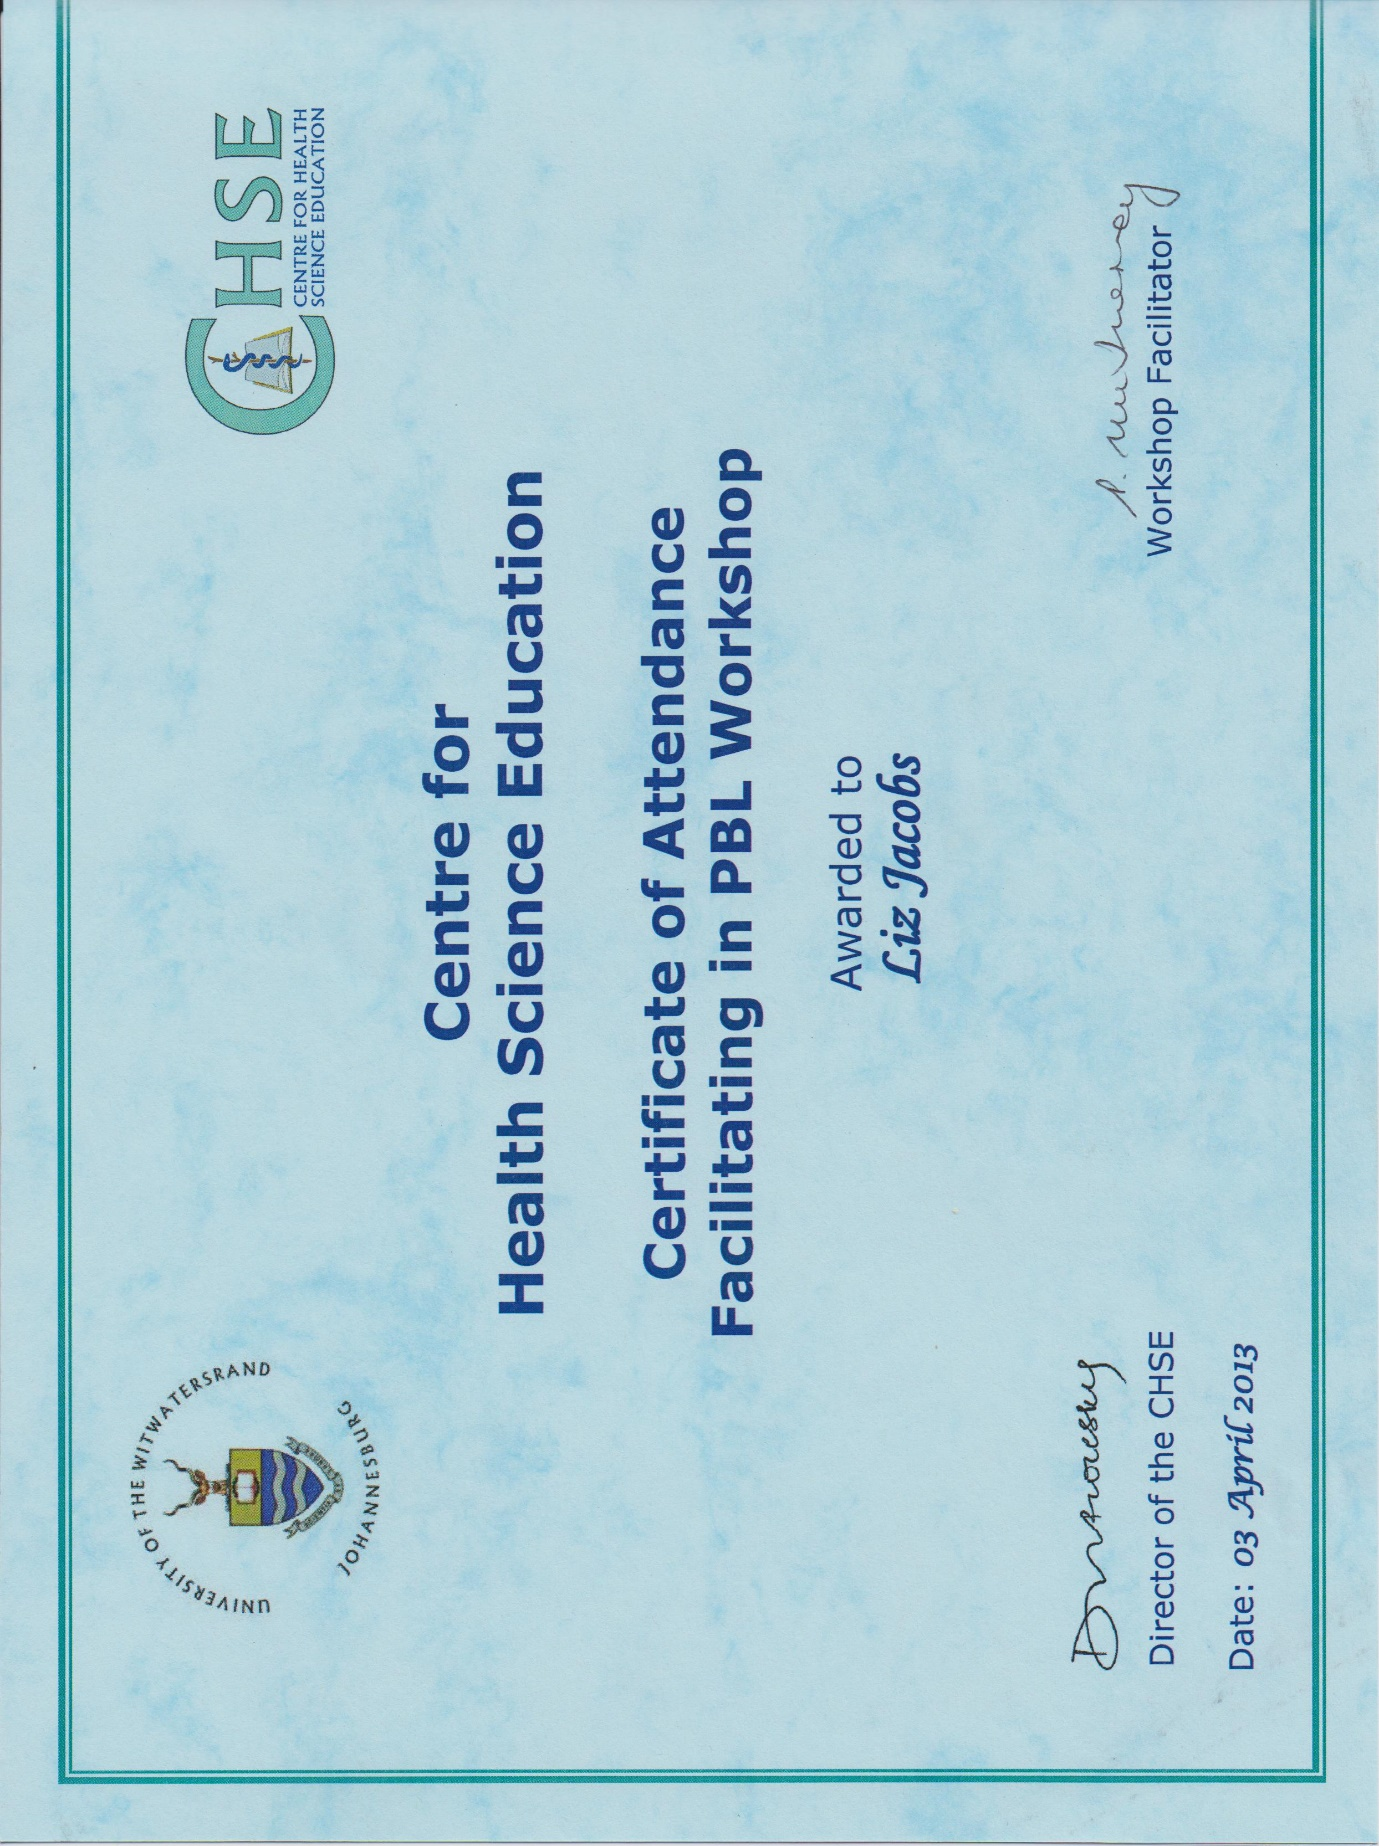 UNIVERSITY OF THE WITWATERSRAND
JOHANNESBURG
CHSE
CENTRE FOR HEALTH
SCIENCE EDUCATION
Centre for
Health Science Education
Certificate of Attendance
Facilitating in PBL Workshop
Awarded to
Liz Jacobs
Director of the CHSE
Workshop Facilitator
Date: 03 April 2013